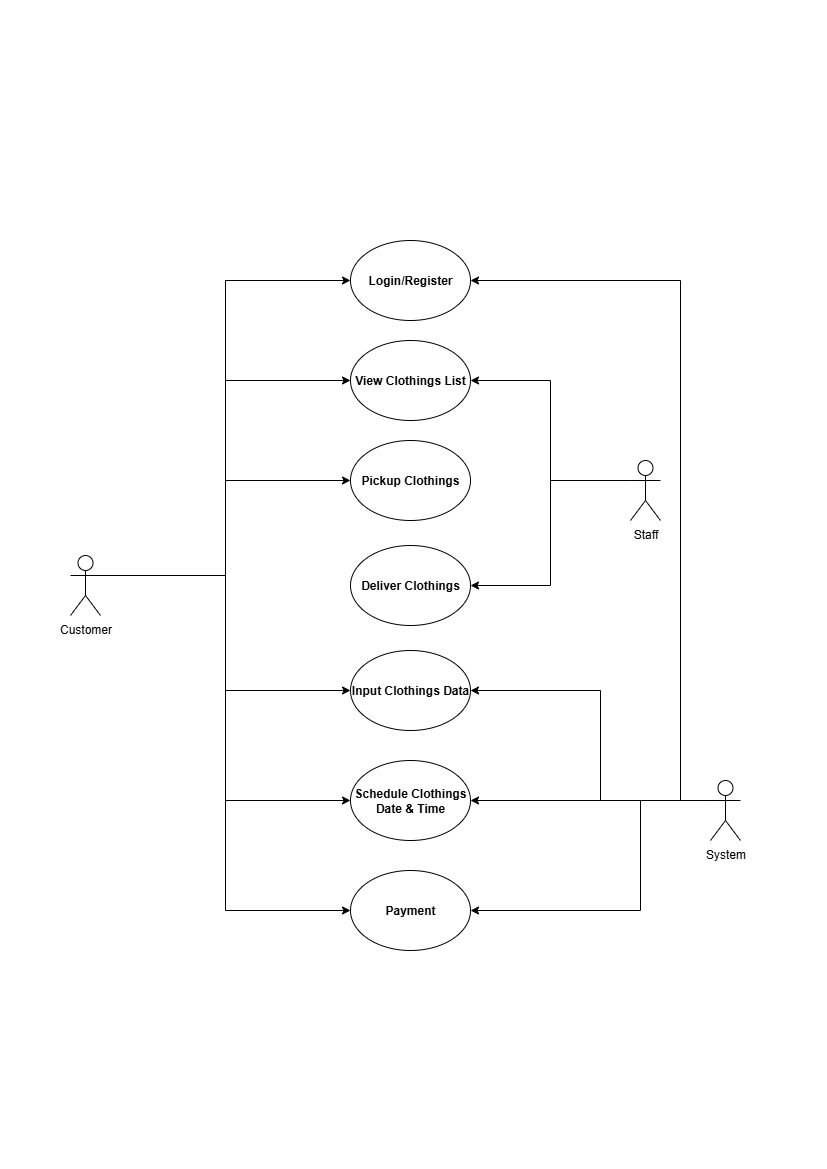 Login/Register
View Clothings List
Pickup Clothings
Staff
Deliver Clothings
Customer
Input Clothings Data
Schedule Clothings
Date & Time
System
Payment